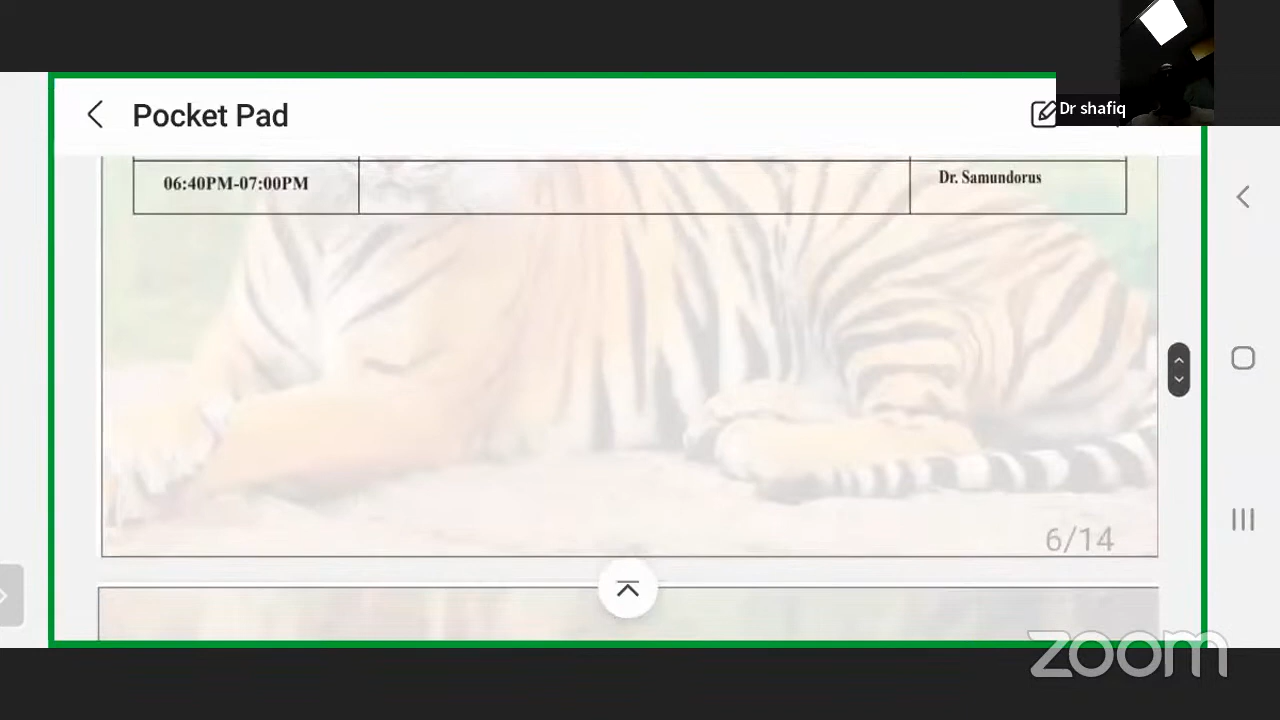 Pocket Pad
Dr shafiq
06:40PM-07:00PM
Dr. Samundorus
6/14
zoom